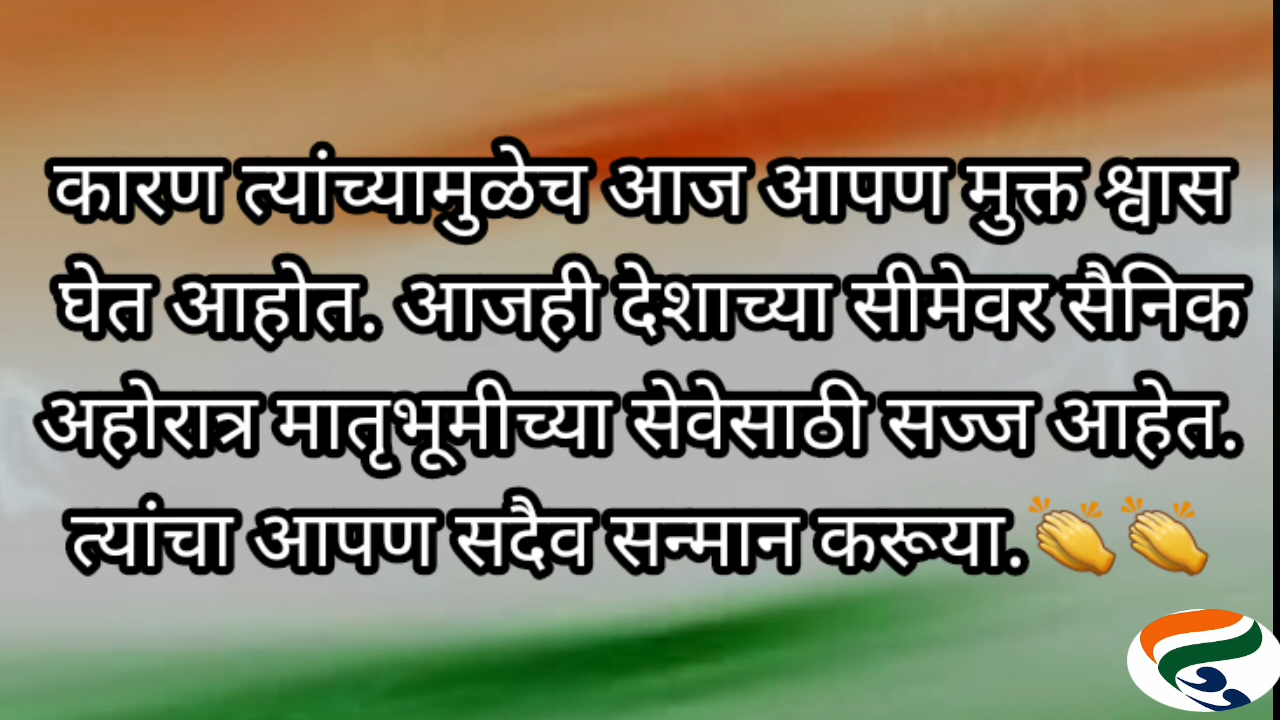 कारण त्यांच्यामुळेच आज आपण मुक्त श्वास
घेत आहोत. आजही देशाच्या सीमेवर सैनिक
अहोरात्र मातृभूमीच्या सेवेसाठी सज्ज आहेत.
त्यांचा आपण सदैव सन्मान करूया.👏👏